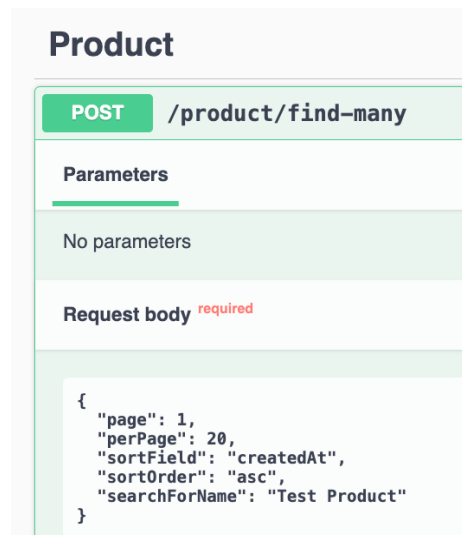 Product
POST /product/find-many
Parameters
No parameters
Request body required
{
  "page": 1,
  "perPage": 20,
  "sortField": "createdAt",
  "sortOrder": "asc",
  "searchForName": "Test Product"
}